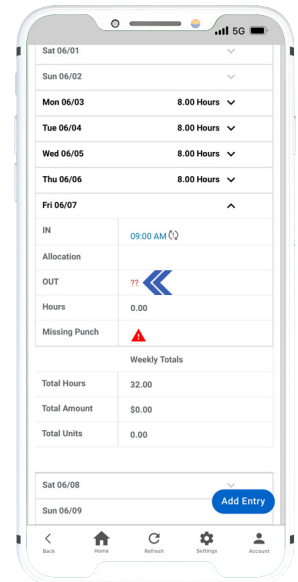 5G
Sat 06/01
Sun 06/02
Mon 06/03 8.00 Hours
Tue 06/04 8.00 Hours
Wed 06/05 8.00 Hours
Thu 06/06 8.00 Hours
Fri 06/07
IN 09:00 AM
Allocation
OUT ??
Hours 0.00
Missing Punch
Weekly Totals
Total Hours 32.00
Total Amount $0.00
Total Units 0.00
Sat 06/08
Add Entry
Sun 06/09
Back Home Refresh Settings Account